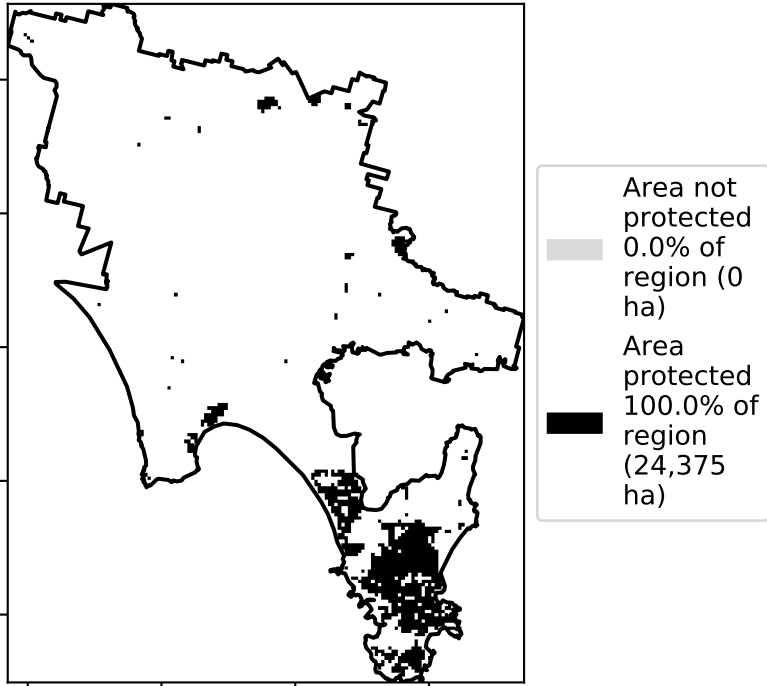 Area not
protected
0.0% of
region (0
ha)
Area
protected
100.0% of
region
(24,375
ha)